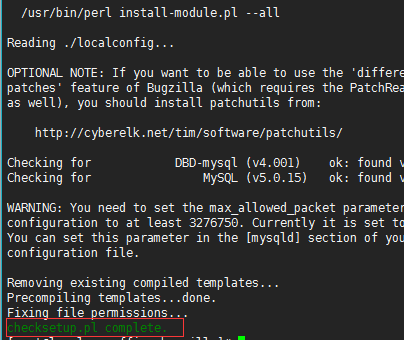 /usr/bin/perl install-module.pl --all
Reading ./localconfig...
OPTIONAL NOTE: If you want to be able to use the 'differe
patches' feature of Bugzilla (which requires the PatchRea
as well), you should install patchutils from:
http://cyberelk.net/tim/software/patchutils/
Checking for DBD-mysql (v4.001) ok: found v
Checking for MySQL (v5.0.15) ok: found v
WARNING: You need to set the max_allowed_packet parameter
configuration to at least 3276750. Currently it is set to
You can set this parameter in the [mysqld] section of you
configuration file.
Removing existing compiled templates...
Precompiling templates...done.
Fixing file permissions...
checksetup.pl complete.